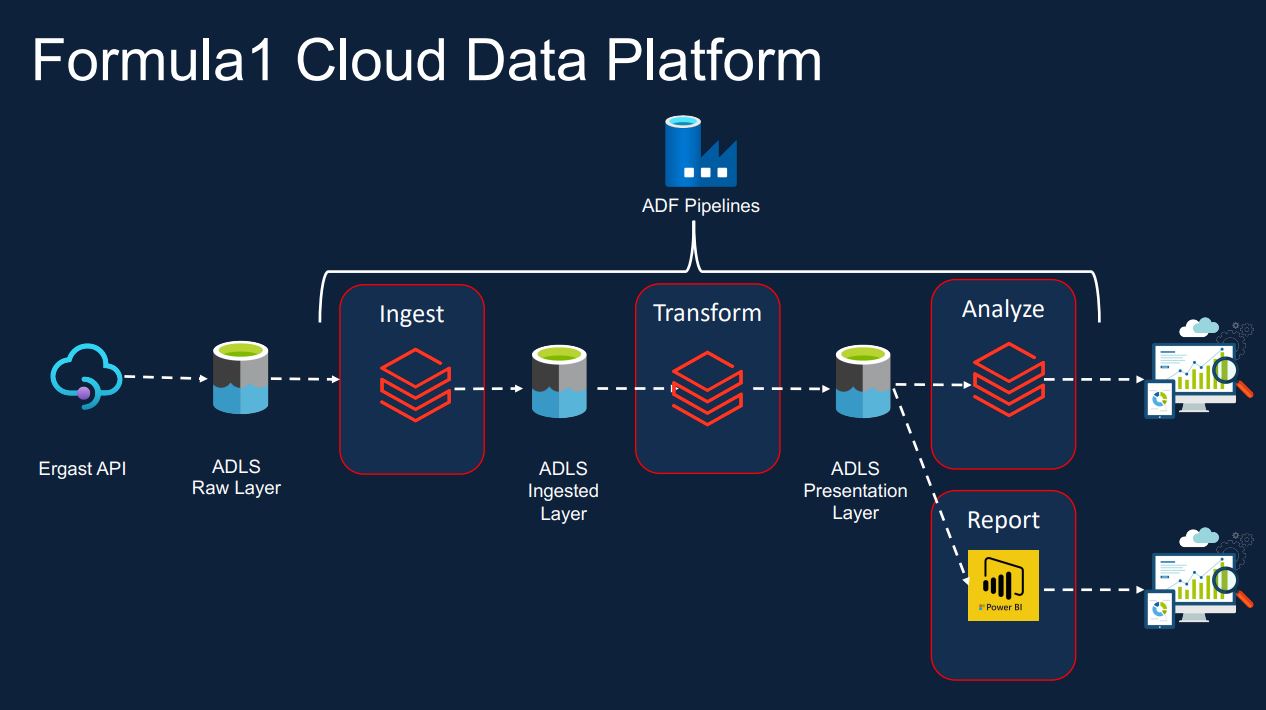 Formula1 Cloud Data Platform
ADF Pipelines
Ingest
Transform
Analyze
Ergast API
ADLS
Raw Layer
ADLS
Ingested
Layer
ADLS
Presentation
Layer
Report
Power BI